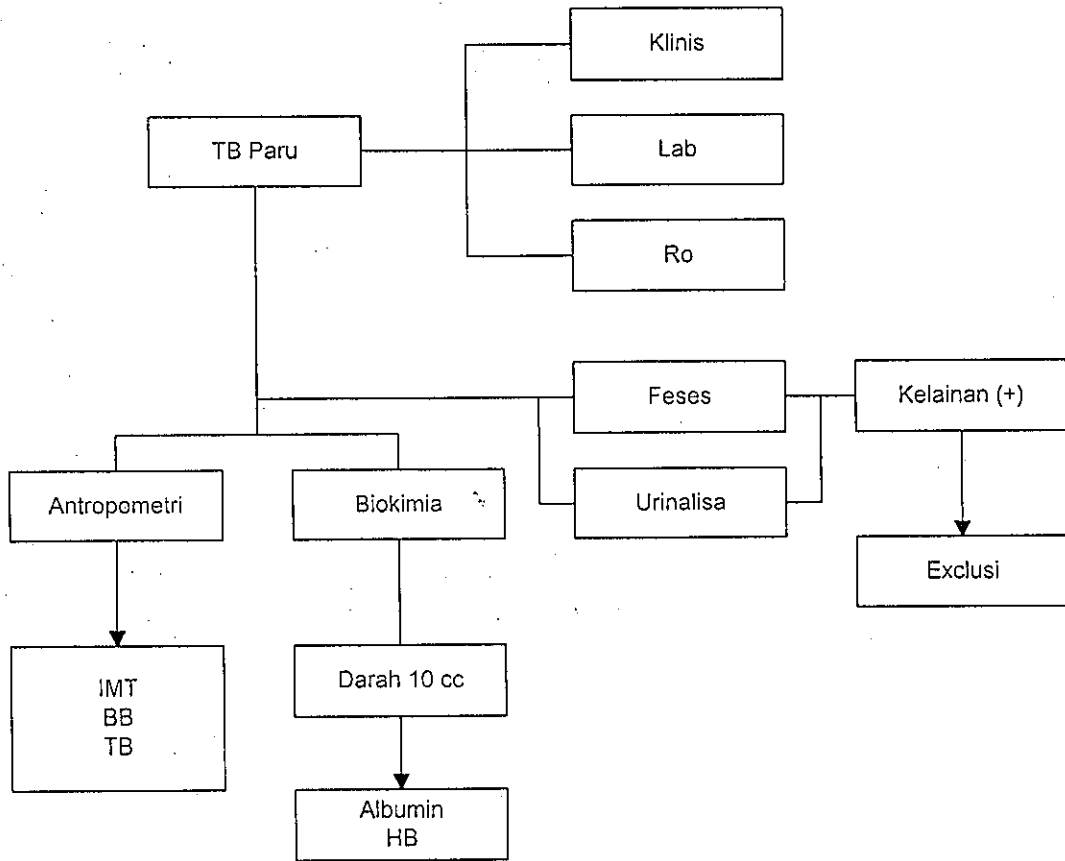 Klinis
TB Paru
Lab
Ro
Feses
Kelainan (+)
Antropometri
Biokimia
Urinalisa
Exclusi
IMT
BB
TB
Darah 10 cc
Albumin
HB